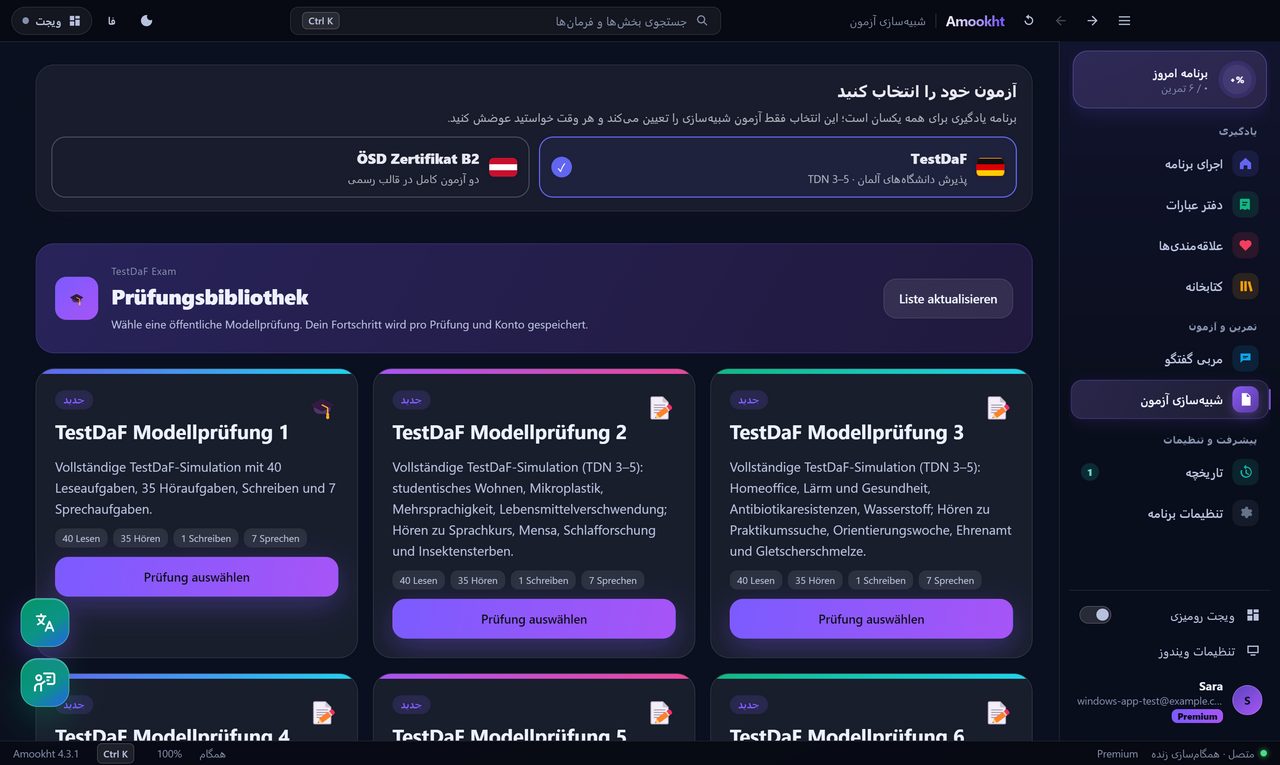 Amookht
شبیه‌سازی آزمون
جستجوی بخش‌ها و فرمان‌ها
Ctrl K
فا
ویجت
٠%
برنامه امروز
٠ / ۶ تمرین
یادگیری
اجرای برنامه
دفتر عبارات
علاقه‌مندی‌ها
کتابخانه
تمرین و آزمون
مربی گفتگو
شبیه‌سازی آزمون
پیشرفت و تنظیمات
تاریخچه
1
تنظیمات برنامه
ویجت رومیزی
تنظیمات ویندوز
S
Sara
windows-app-test@example.c...
Premium
آزمون خود را انتخاب کنید
برنامه یادگیری برای همه یکسان است؛ این انتخاب فقط آزمون شبیه‌سازی را تعیین می‌کند و هر وقت خواستید عوضش کنید.
TestDaF
پذیرش دانشگاه‌های آلمان · TDN 3–5
ÖSD Zertifikat B2
دو آزمون کامل در قالب رسمی
TestDaF Exam
Prüfungsbibliothek
Wähle eine öffentliche Modellprüfung. Dein Fortschritt wird pro Prüfung und Konto gespeichert.
Liste aktualisieren
جدید
TestDaF Modellprüfung 1
Vollständige TestDaF-Simulation mit 40
Leseaufgaben, 35 Höraufgaben, Schreiben und 7
Sprechaufgaben.
40 Lesen
35 Hören
1 Schreiben
7 Sprechen
Prüfung auswählen
جدید
TestDaF Modellprüfung 2
Vollständige TestDaF-Simulation (TDN 3–5):
studentisches Wohnen, Mikroplastik,
Mehrsprachigkeit, Lebensmittelverschwendung;
Hören zu Sprachkurs, Mensa, Schlafforschung
und Insektensterben.
40 Lesen
35 Hören
1 Schreiben
7 Sprechen
Prüfung auswählen
جدید
TestDaF Modellprüfung 3
Vollständige TestDaF-Simulation (TDN 3–5):
Homeoffice, Lärm und Gesundheit,
Antibiotikaresistenzen, Wasserstoff; Hören zu
Praktikumssuche, Orientierungswoche, Ehrenamt
und Gletscherschmelze.
40 Lesen
35 Hören
1 Schreiben
7 Sprechen
Prüfung auswählen
جدید
TestDaF Modellprüfung 4
جدید
TestDaF Modellprüfung 5
جدید
TestDaF Modellprüfung 6
Amookht 4.3.1
Ctrl K
100%
همگام
Premium
متصل · همگام‌سازی زنده